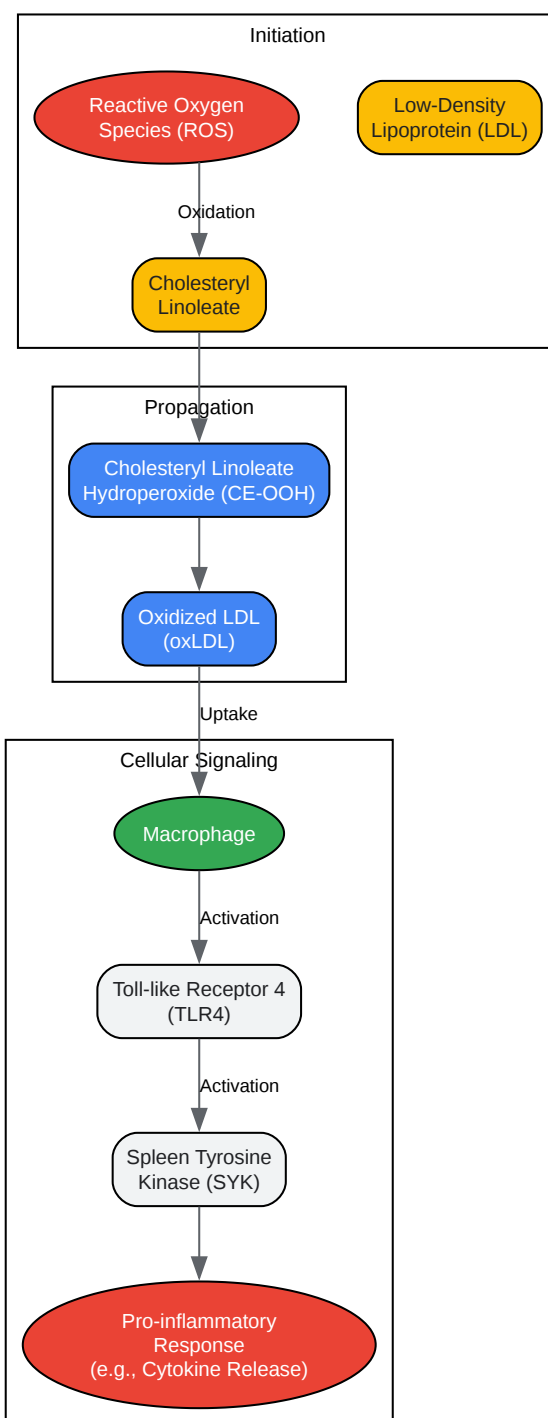 Initiation
Reactive Oxygen
Species (ROS)
Low-Density
Lipoprotein (LDL)
Oxidation
Cholesteryl
Linoleate
Propagation
Cholesteryl Linoleate
Hydroperoxide (CE-OOH)
Oxidized LDL
(oxLDL)
Uptake
Cellular Signaling
Macrophage
Activation
Toll-like Receptor 4
(TLR4)
Activation
Spleen Tyrosine
Kinase (SYK)
Pro-inflammatory
Response
(e.g., Cytokine Release)